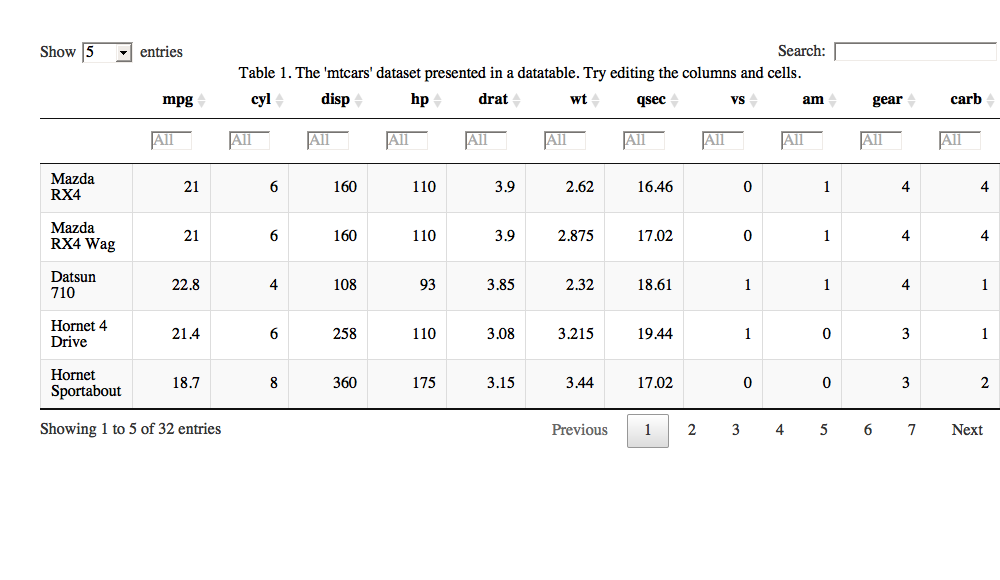 Show 5 entries Search:
Table 1. The 'mtcars' dataset presented in a datatable. Try editing the columns and cells.
mpg cyl disp hp drat wt qsec vs am gear carb
All All All All All All All All All All All
Mazda
RX4 21 6 160 110 3.9 2.62 16.46 0 1 4 4
Mazda
RX4 Wag 21 6 160 110 3.9 2.875 17.02 0 1 4 4
Datsun
710 22.8 4 108 93 3.85 2.32 18.61 1 1 4 1
Hornet 4
Drive 21.4 6 258 110 3.08 3.215 19.44 1 0 3 1
Hornet
Sportabout 18.7 8 360 175 3.15 3.44 17.02 0 0 3 2
Showing 1 to 5 of 32 entries Previous 1 2 3 4 5 6 7 Next